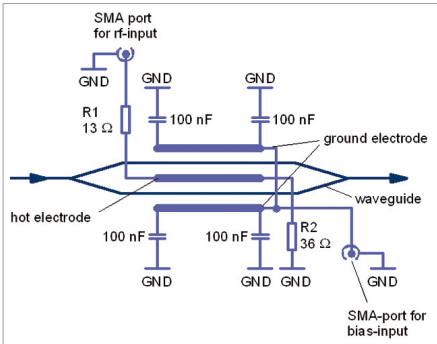 SMA port
for rf-input
GND
GND
GND
R1
13 Ω
100 nF
100 nF
ground electrode
hot electrode
waveguide
100 nF
100 nF
R2
36 Ω
GND
GND
GND
GND
SMA-port for
bias-input